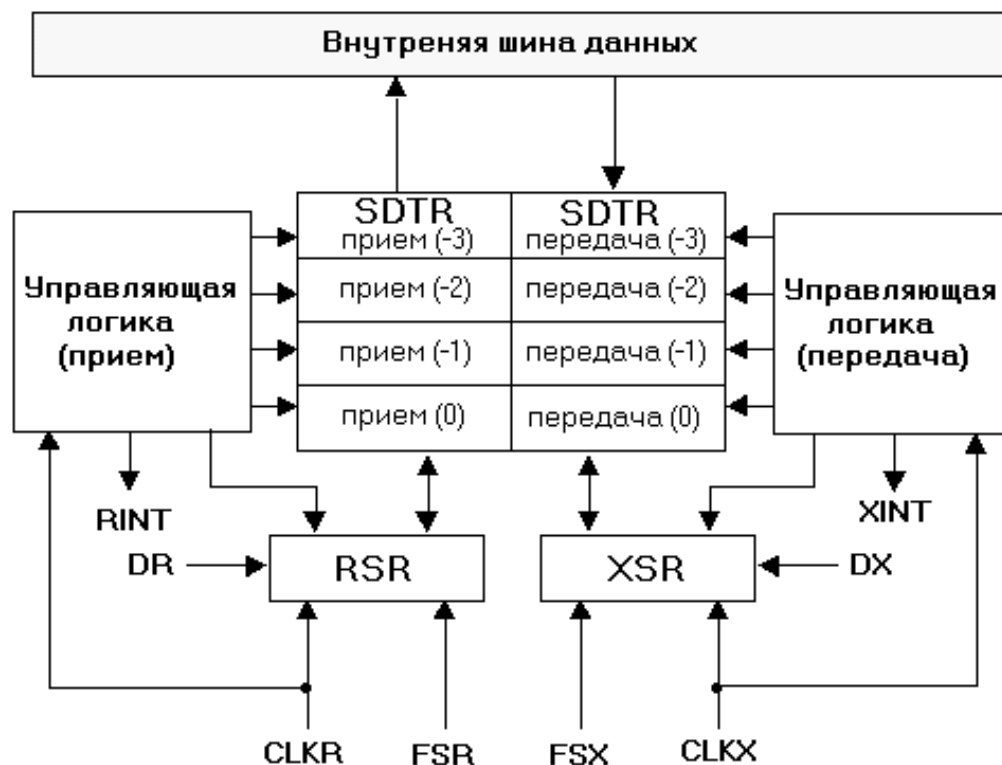 Внутреняя шина данных
SDTR
прием (-3)
SDTR
передача (-3)
прием (-2)
передача (-2)
прием (-1)
передача (-1)
прием (0)
передача (0)
Управляющая
логика
(прием)
Управляющая
логика
(передача)
RINT
XINT
DR
RSR
XSR
DX
CLKR
FSR
FSX
CLKX